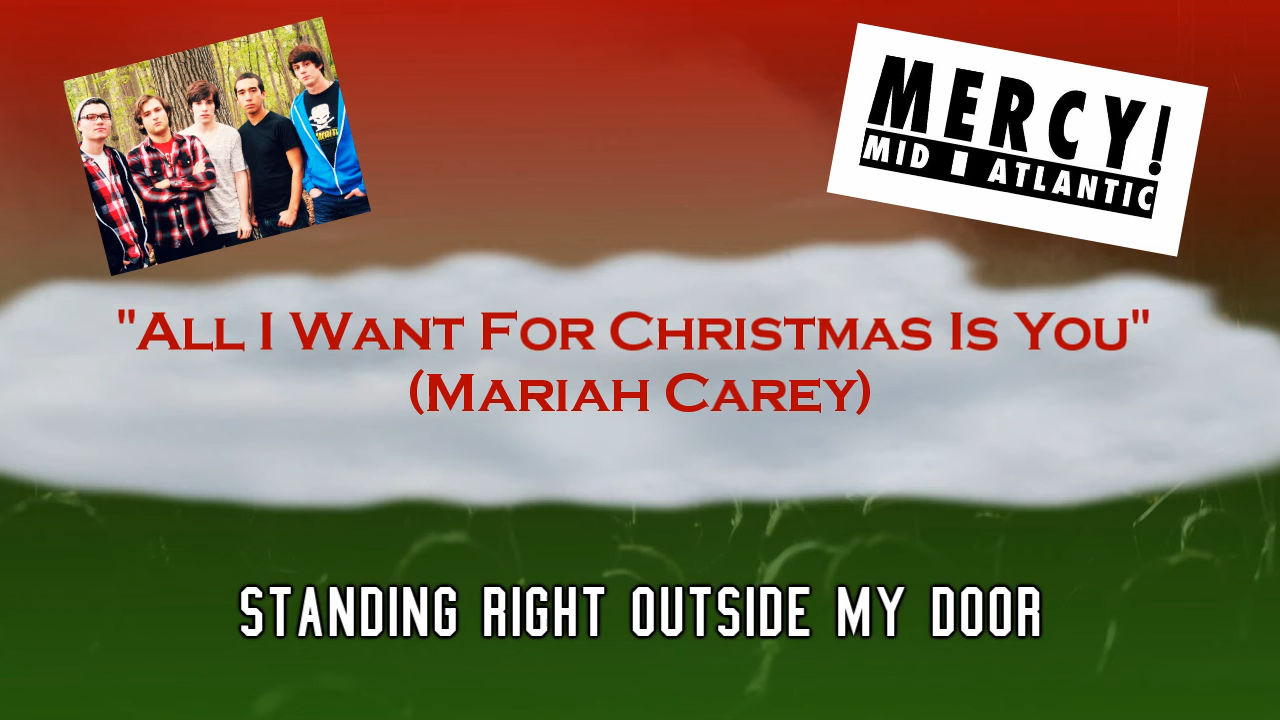 MERCY!
MID ATLANTIC
"All I Want For Christmas Is You"
(Mariah Carey)
STANDING RIGHT OUTSIDE MY DOOR